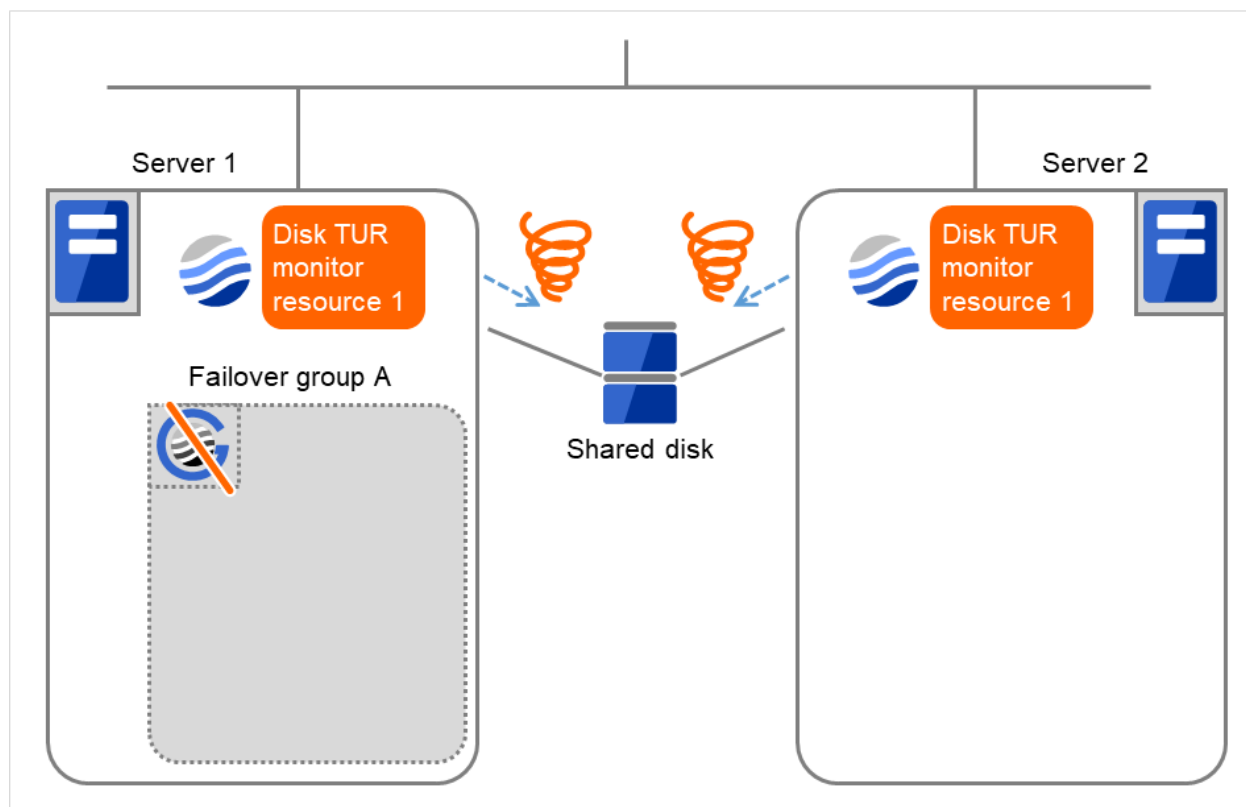 Server 1
Server 2
Disk TUR
monitor
resource 1
Disk TUR
monitor
resource 1
Failover group A
Shared disk